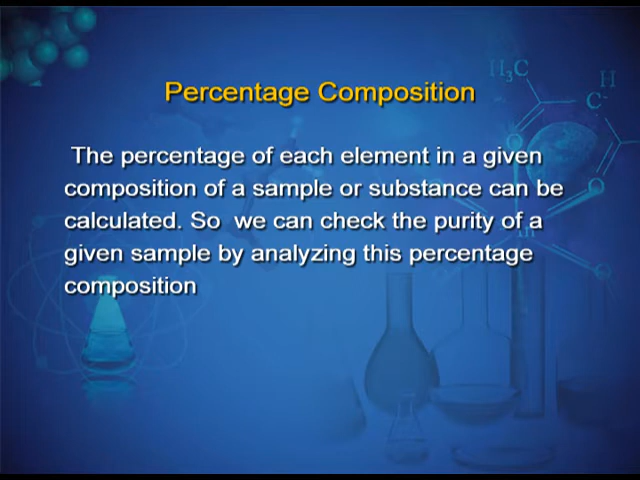 Percentage Composition
The percentage of each element in a given
composition of a sample or substance can be
calculated. So we can check the purity of a
given sample by analyzing this percentage
composition
H₃C
H
C